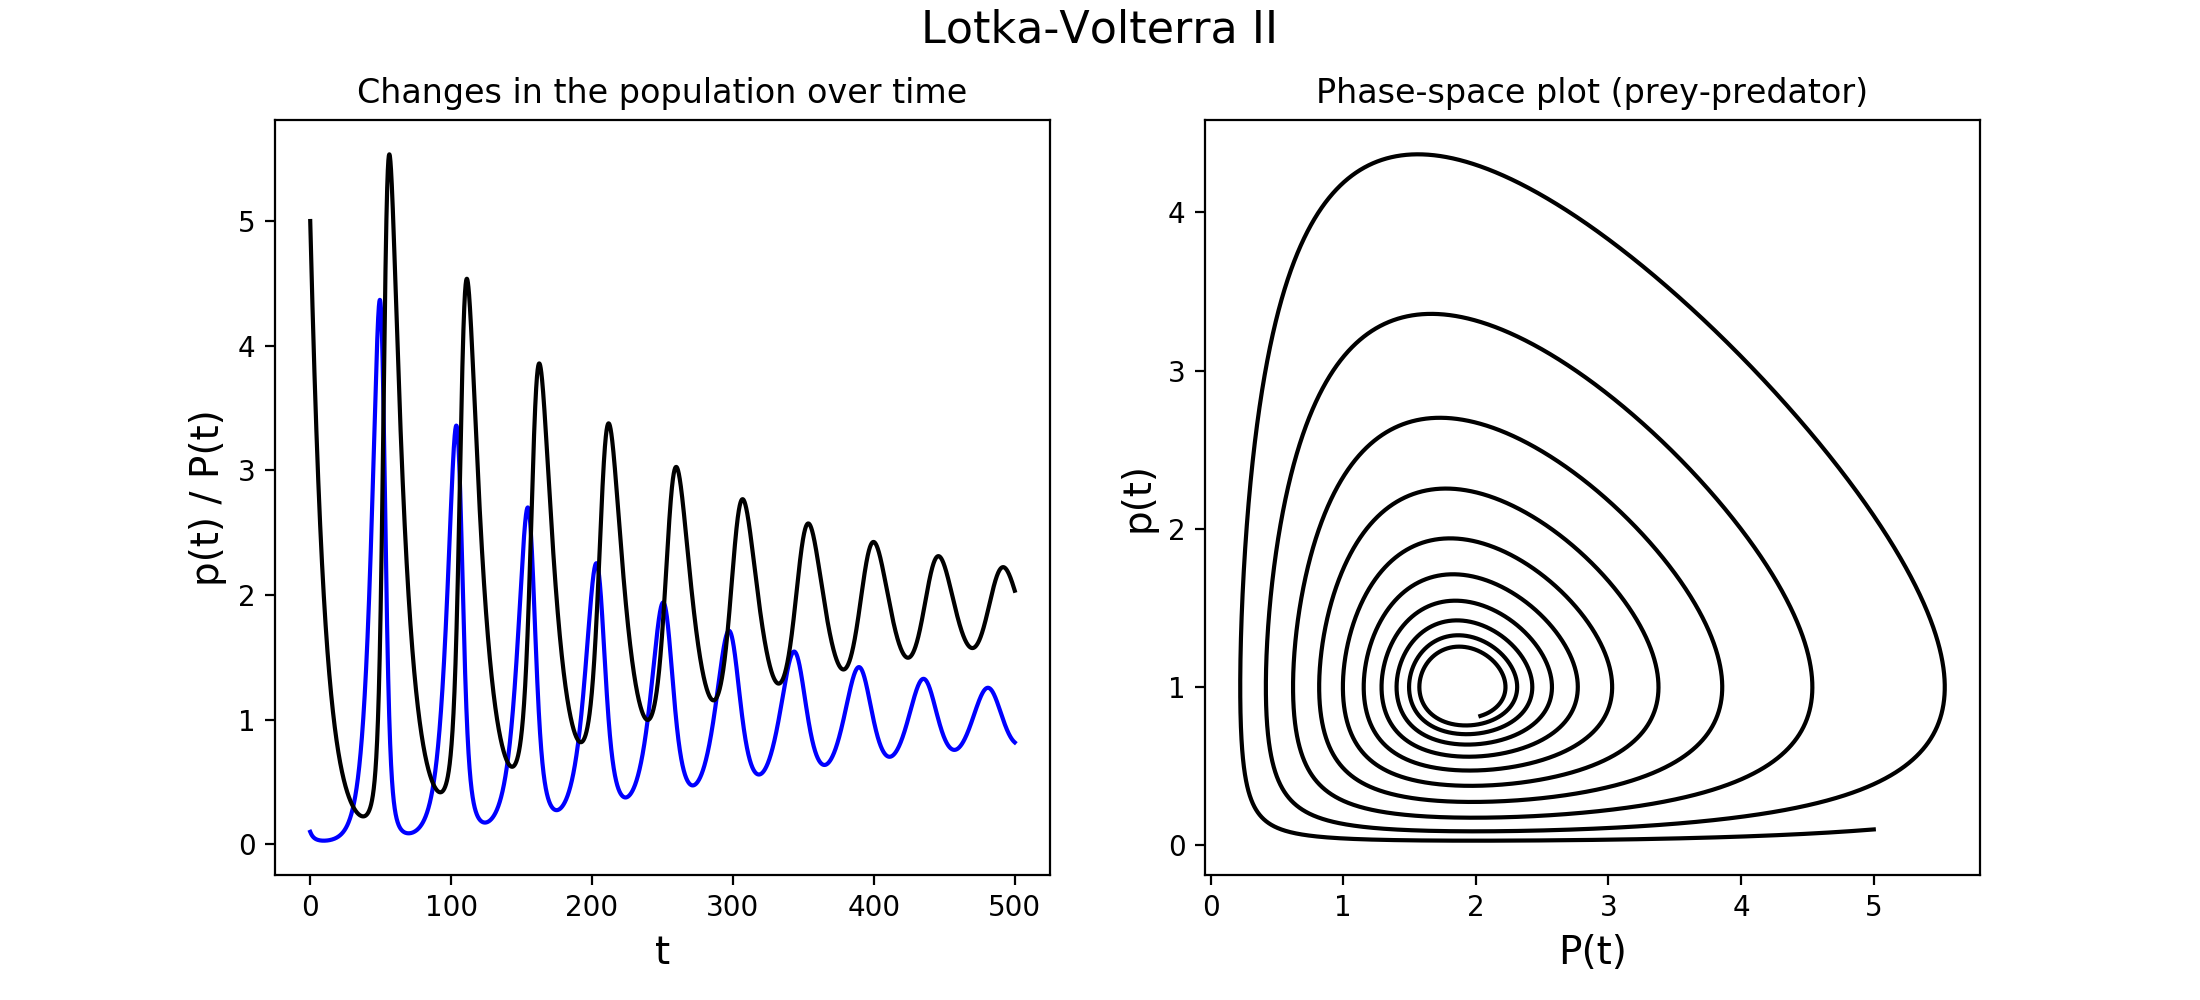 Lotka-Volterra II
Changes in the population over time
p(t) / P(t)
5
4
3
2
1
0
0 100 200 300 400 500
t
Phase-space plot (prey-predator)
p(t)
4
3
2
1
0
0 1 2 3 4 5
P(t)